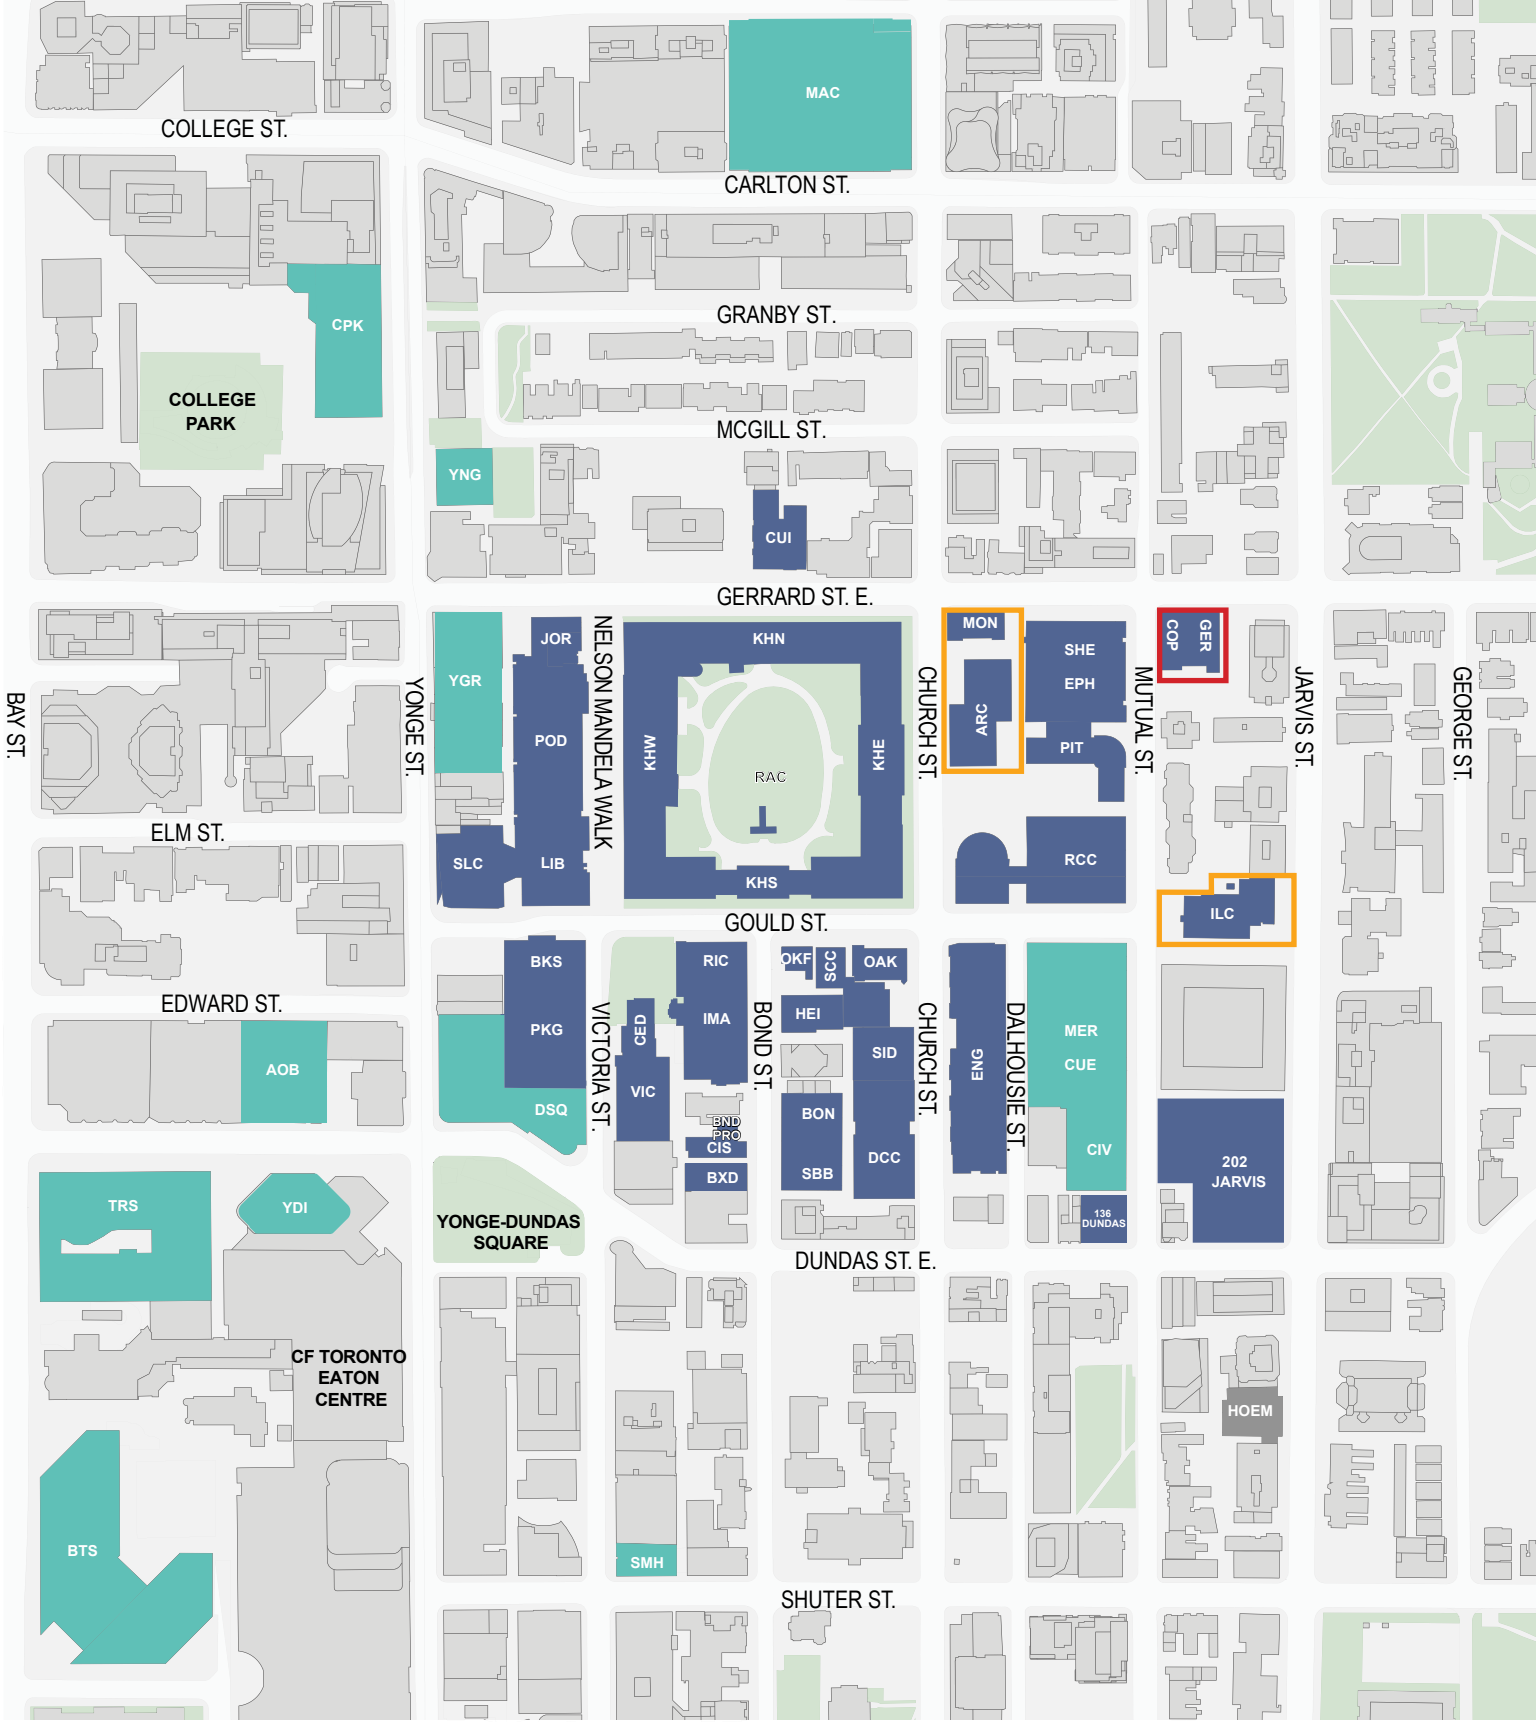 MAC
COLLEGE ST.
CARLTON ST.
GRANBY ST.
CPK
COLLEGE
PARK
MCGILL ST.
YNG
CUI
GERRARD ST. E.
JOR
KHN
MON
COP
GER
SHE
EPH
YGR
NELSON MANDELA WALK
CHURCH ST.
MUTUAL ST.
JARVIS ST.
GEORGE ST.
BAY ST.
YONGE ST.
POD
KHW
RAC
KHE
ARC
PIT
ELM ST.
SLC
LIB
KHS
RCC
GOULD ST.
ILC
BKS
RIC
OKF
SCC
OAK
EDWARD ST.
PKG
VICTORIA ST.
CED
IMA
BOND ST.
HEI
CHURCH ST.
DALHOUSIE ST.
MER
CUE
SID
ENG
AOB
VIC
DSQ
BND
PRO
CIS
BXD
BON
SBB
DCC
CIV
202
JARVIS
136
DUNDAS
TRS
YDI
YONGE-DUNDAS
SQUARE
DUNDAS ST. E.
CF TORONTO
EATON
CENTRE
HOEM
BTS
SMH
SHUTER ST.